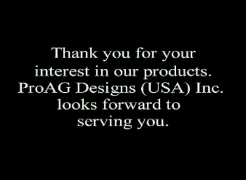 Thank you for your
interest in our products.
ProAG Designs (USA) Inc.
looks forward to
serving you.